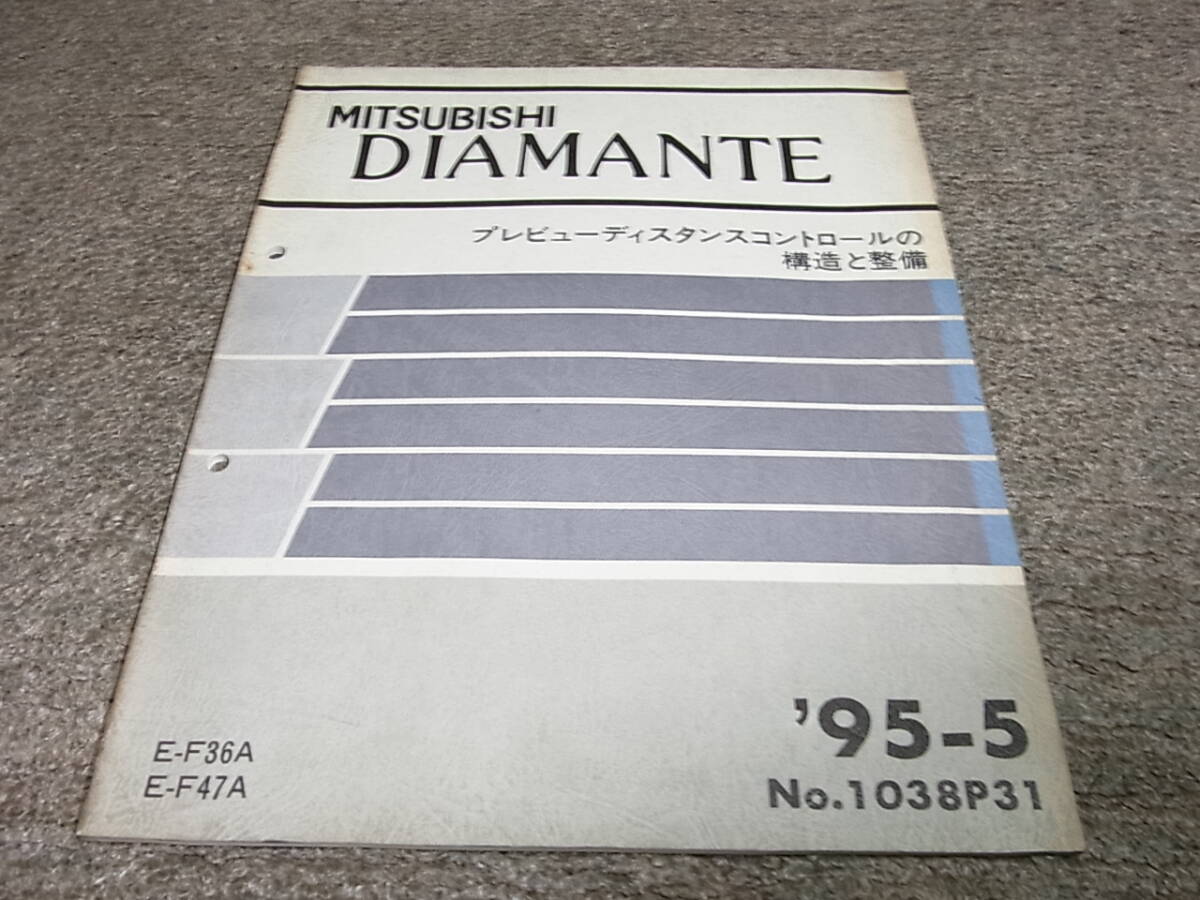 MITSUBISHI
DIAMANTE
プレビューディスタンスコントロールの
構造と整備
'95-5
No.1038P31
E-F36A
E-F47A